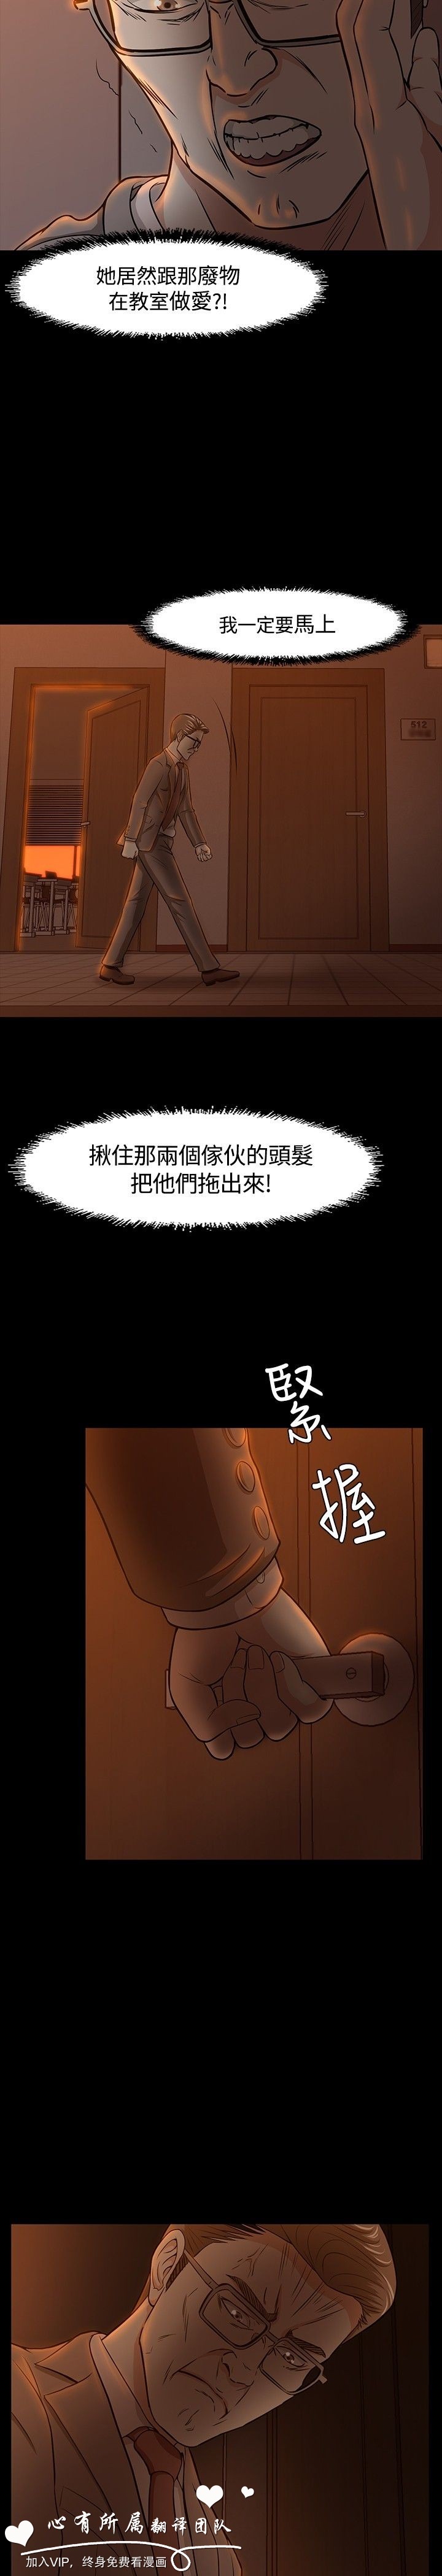 她居然跟那廢物
在教室做愛?!
我一定要馬上
512
揪住那兩個傢伙的頭髮
把他們拖出來!
緊
握
心有所属翻译团队
加入VIP，终身免费看漫画